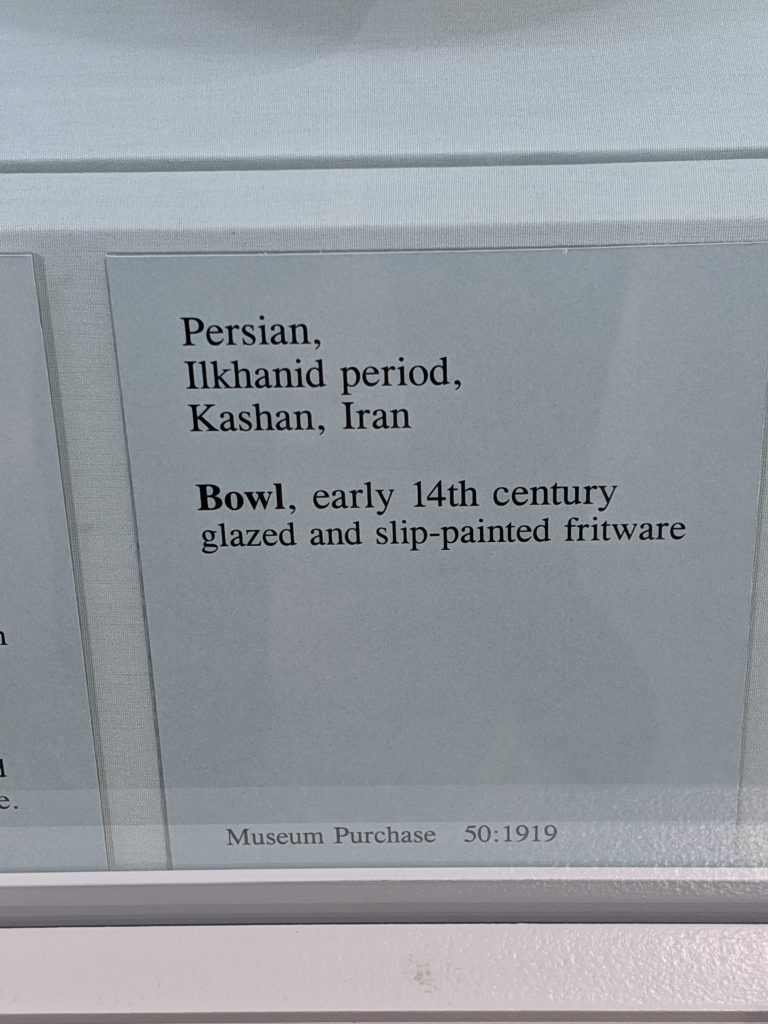 Persian,
Ilkhanid period,
Kashan, Iran
Bowl, early 14th century
glazed and slip-painted fritware
Museum Purchase 50:1919